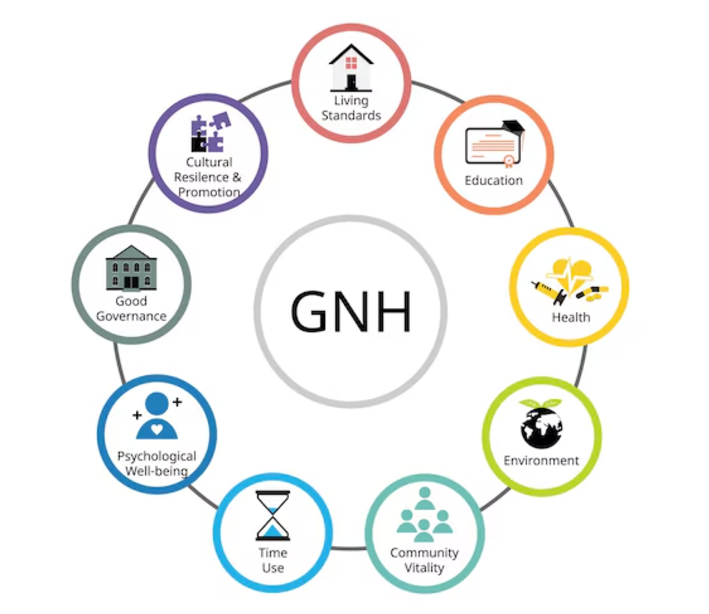 Living
Standards
Education
Health
Environment
Community
Vitality
Time
Use
Psychological
Well-being
Good
Governance
Cultural
Resilence &
Promotion
GNH